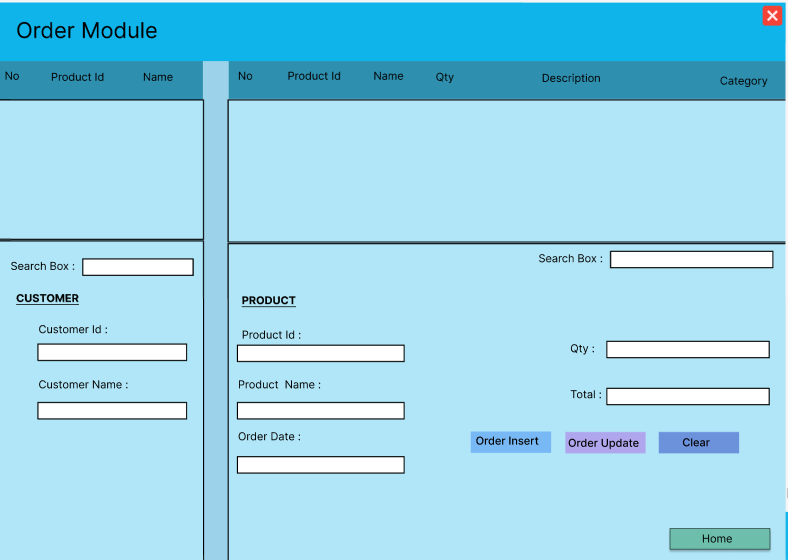 Order Module
No Product Id Name
No Product Id Name Qty Description Category
Search Box :
Search Box :
CUSTOMER
PRODUCT
Customer Id :
Product Id :
Qty :
Customer Name :
Product Name :
Total :
Order Date :
Order Insert
Order Update
Clear
Home